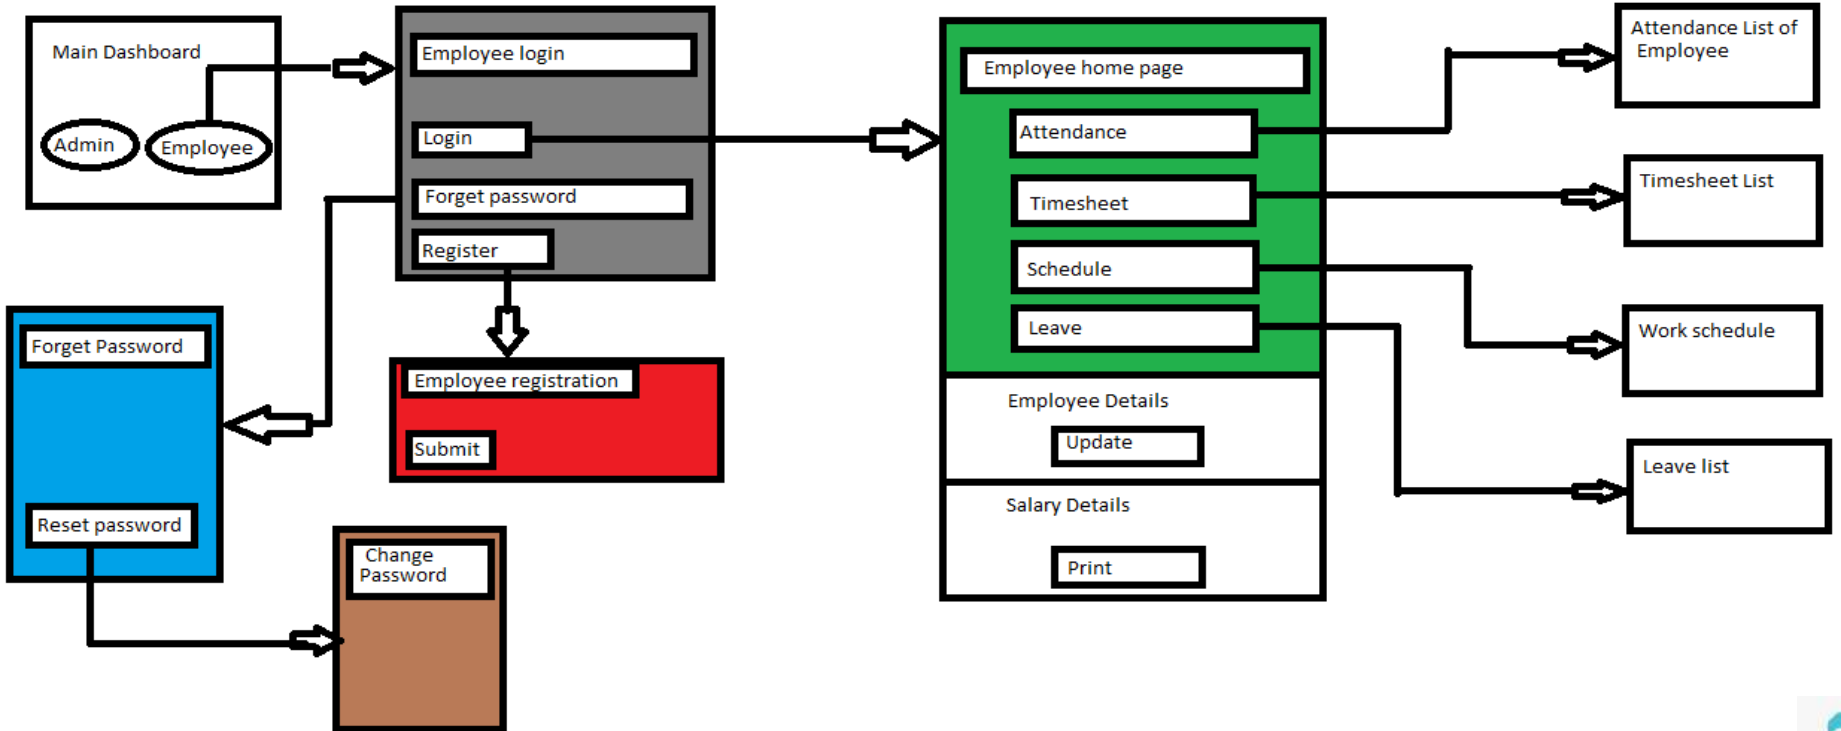 Main Dashboard
Admin
Employee
Employee login
Login
Forget password
Register
Forget Password
Reset password
Change
Password
Employee registration
Submit
Employee home page
Attendance
Timesheet
Schedule
Leave
Employee Details
Update
Salary Details
Print
Attendance List of
Employee
Timesheet List
Work schedule
Leave list